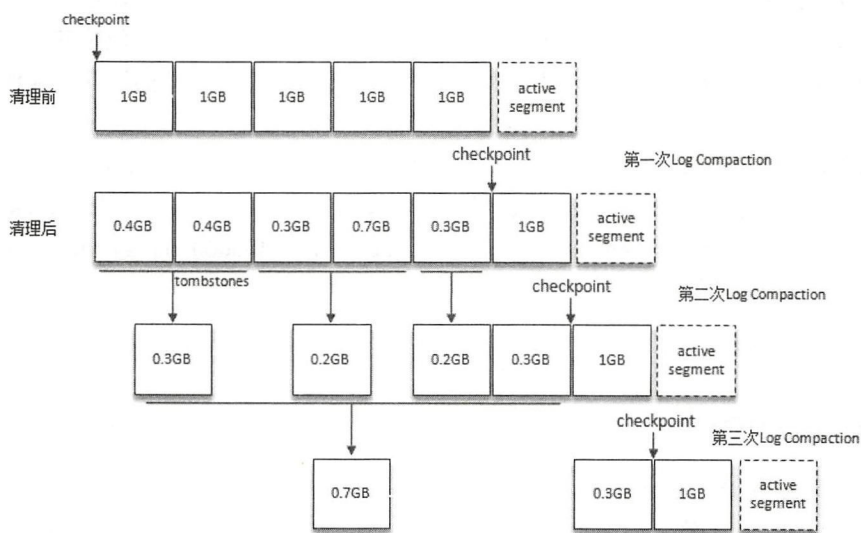 checkpoint
清理前
1GB 1GB 1GB 1GB 1GB active segment
checkpoint
第一次Log Compaction
清理后
0.4GB 0.4GB 0.3GB 0.7GB 0.3GB 1GB active segment
tombstones
checkpoint
第二次Log Compaction
0.3GB 0.2GB 0.2GB 0.3GB 1GB active segment
checkpoint
第三次Log Compaction
0.7GB 0.3GB 1GB active segment